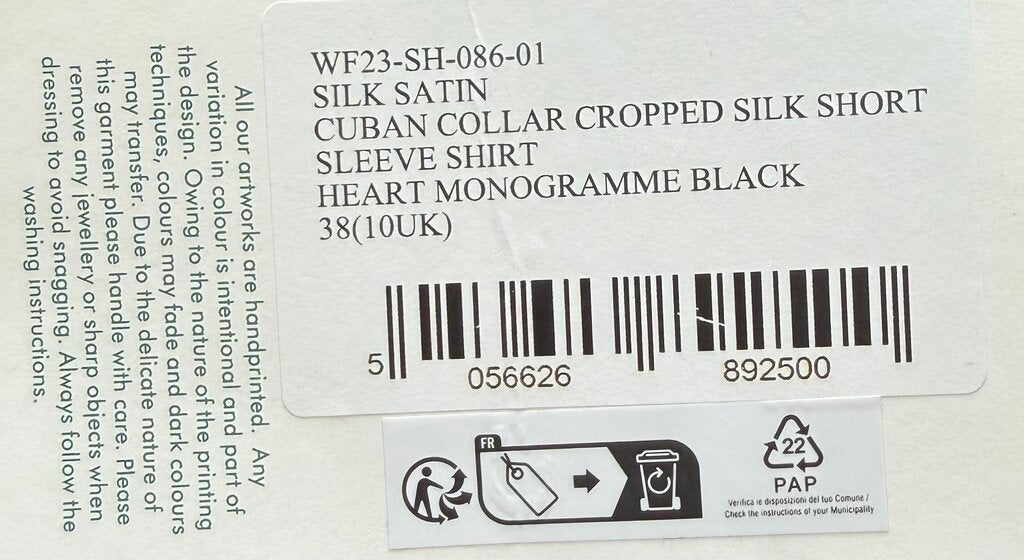 WF23-SH-086-01
SILK SATIN
CUBAN COLLAR CROPPED SILK SHORT
SLEEVE SHIRT
HEART MONOGRAMME BLACK
38(10UK)
5 056626 892500
FR
22
PAP
Verifica le disposizioni del tuo Comune /
Check the instructions of your Municipality
All our artworks are handprinted. Any
variation in colour is intentional and part of
the design. Owing to the nature of the printing
techniques, colours may fade and dark colours
may transfer. Due to the delicate nature of
this garment please handle with care. Please
remove any jewellery or sharp objects when
dressing to avoid snagging. Always follow the
washing instructions.